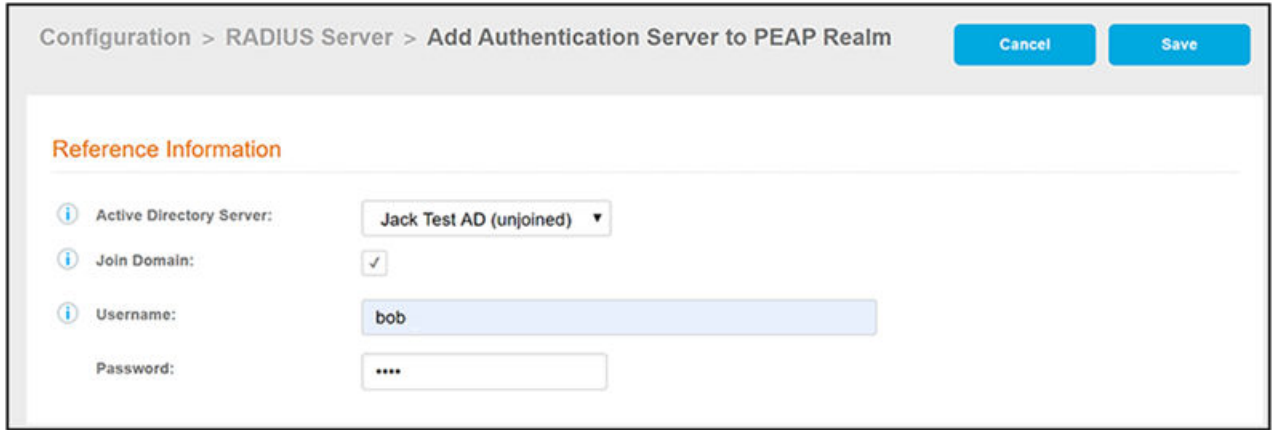 Configuration > RADIUS Server > Add Authentication Server to PEAP Realm
Cancel
Save
Reference Information
Active Directory Server:
Jack Test AD (unjoined)
Join Domain:
Username:
bob
Password:
••••